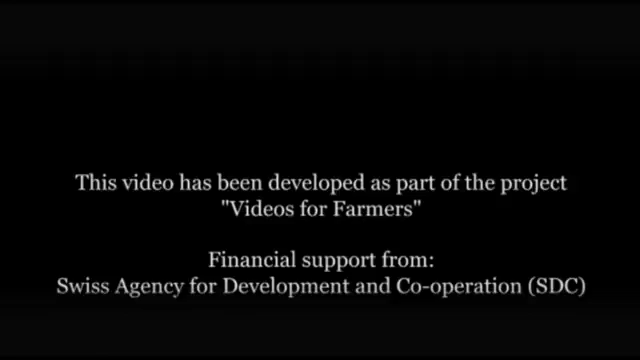 This video has been developed as part of the project
"Videos for Farmers"
Financial support from:
Swiss Agency for Development and Co-operation (SDC)